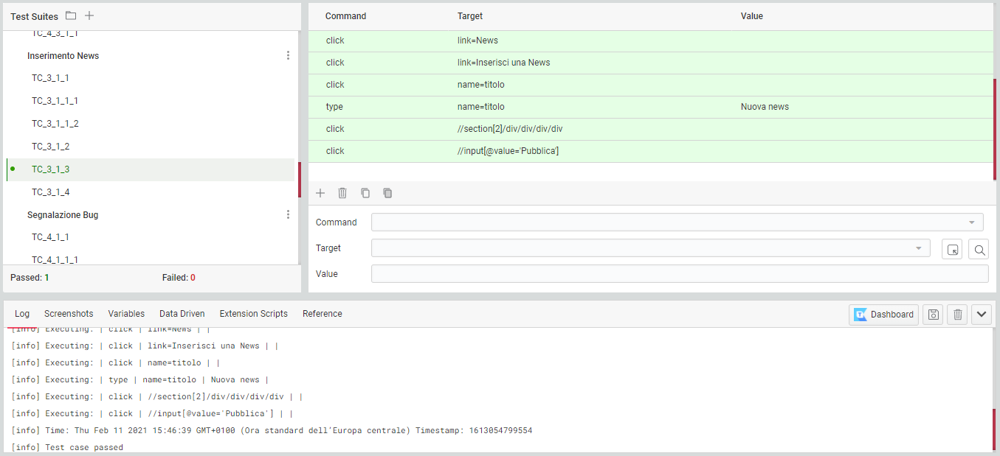 Test Suites
TC_4_3_1_1
Inserimento News
TC_3_1_1
TC_3_1_1_1
TC_3_1_1_2
TC_3_1_2
TC_3_1_3
TC_3_1_4
Segnalazione Bug
TC_4_1_1
TC_4_1_1_1
Passed: 1 Failed: 0
Command Target Value
click link=News
click link=Inserisci una News
click name=titolo
type name=titolo Nuova news
click //section[2]/div/div/div/div
click //input[@value='Pubblica']
Command
Target
Value
Log Screenshots Variables Data Driven Extension Scripts Reference Dashboard
[info] Executing: | click | link=News | |
[info] Executing: | click | link=Inserisci una News | |
[info] Executing: | click | name=titolo | |
[info] Executing: | type | name=titolo | Nuova news |
[info] Executing: | click | //section[2]/div/div/div/div | |
[info] Executing: | click | //input[@value='Pubblica'] | |
[info] Time: Thu Feb 11 2021 15:46:39 GMT+0100 (Ora standard dell'Europa centrale) Timestamp: 1613054799554
[info] Test case passed